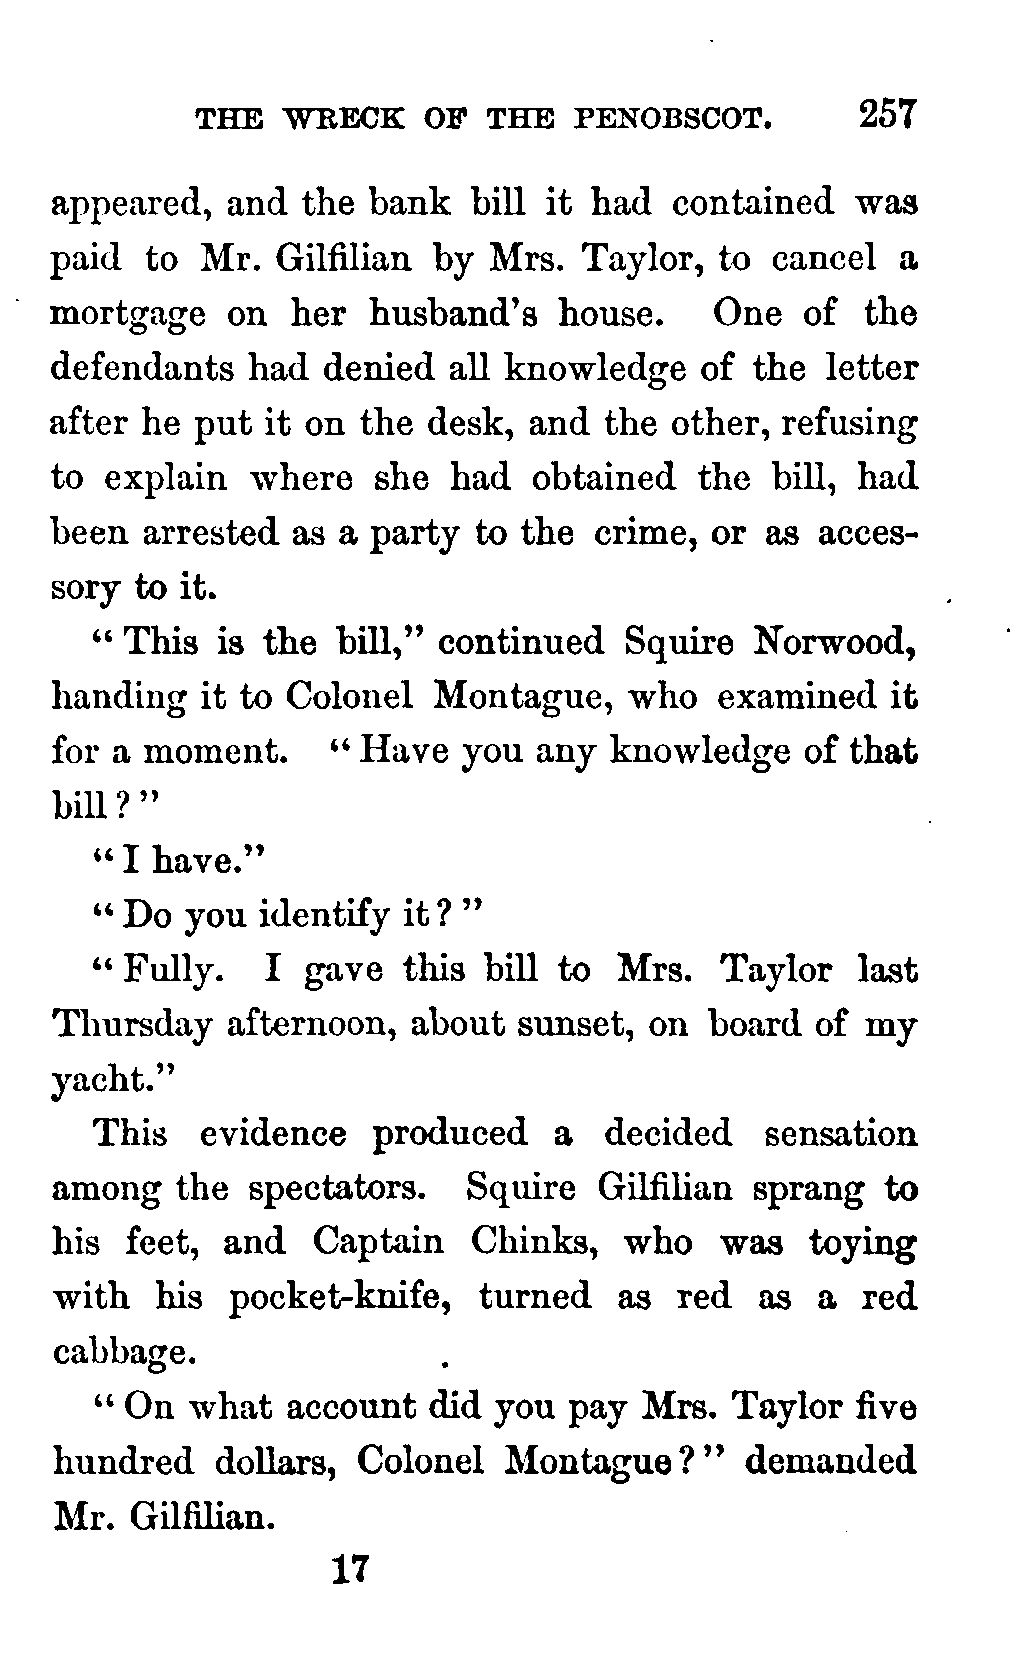 THE WRECK OF THE PENOBSCOT. 257
appeared, and the bank bill it had contained was
paid to Mr. Gilfilian by Mrs. Taylor, to cancel a
mortgage on her husband's house. One of the
defendants had denied all knowledge of the letter
after he put it on the desk, and the other, refusing
to explain where she had obtained the bill, had
been arrested as a party to the crime, or as acces-
sory to it.
"This is the bill," continued Squire Norwood,
handing it to Colonel Montague, who examined it
for a moment. "Have you any knowledge of that
bill?"
"I have."
"Do you identify it?"
"Fully. I gave this bill to Mrs. Taylor last
Thursday afternoon, about sunset, on board of my
yacht."
This evidence produced a decided sensation
among the spectators. Squire Gilfilian sprang to
his feet, and Captain Chinks, who was toying
with his pocket-knife, turned as red as a red
cabbage.
"On what account did you pay Mrs. Taylor five
hundred dollars, Colonel Montague?" demanded
Mr. Gilfilian.
17